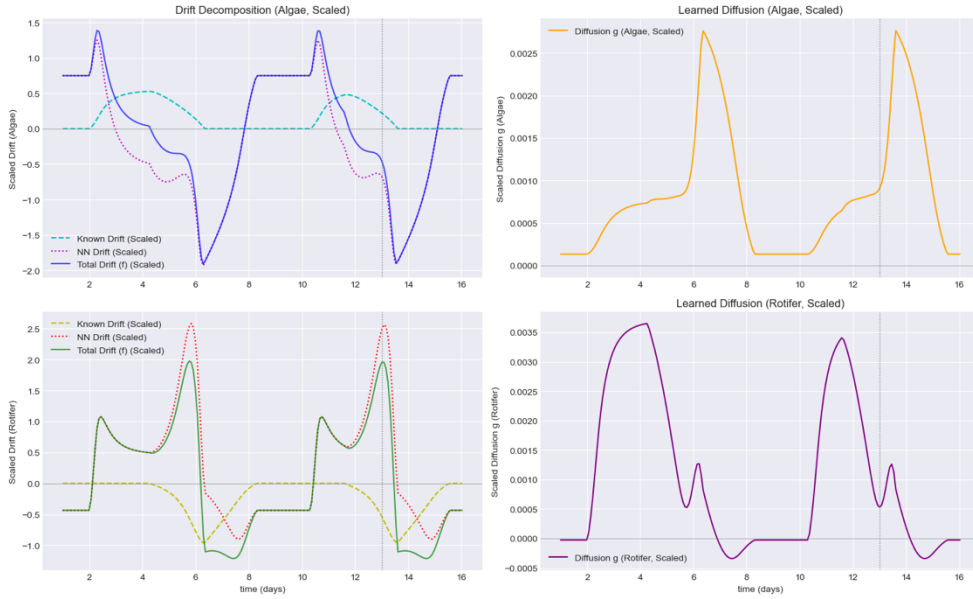 Drift Decomposition (Algae, Scaled)
Scaled Drift (Algae)
1.5
1.0
0.5
0.0
−0.5
−1.0
−1.5
−2.0
Known Drift (Scaled)
NN Drift (Scaled)
Total Drift (f) (Scaled)
2 4 6 8 10 12 14 16
Learned Diffusion (Algae, Scaled)
Scaled Diffusion g (Algae)
0.0025
0.0020
0.0015
0.0010
0.0005
0.0000
Diffusion g (Algae, Scaled)
2 4 6 8 10 12 14 16
Scaled Drift (Rotifer)
2.5
2.0
1.5
1.0
0.5
0.0
−0.5
−1.0
Known Drift (Scaled)
NN Drift (Scaled)
Total Drift (f) (Scaled)
2 4 6 8 10 12 14 16
time (days)
Learned Diffusion (Rotifer, Scaled)
Scaled Diffusion g (Rotifer)
0.0035
0.0030
0.0025
0.0020
0.0015
0.0010
0.0005
0.0000
−0.0005
Diffusion g (Rotifer, Scaled)
2 4 6 8 10 12 14 16
time (days)